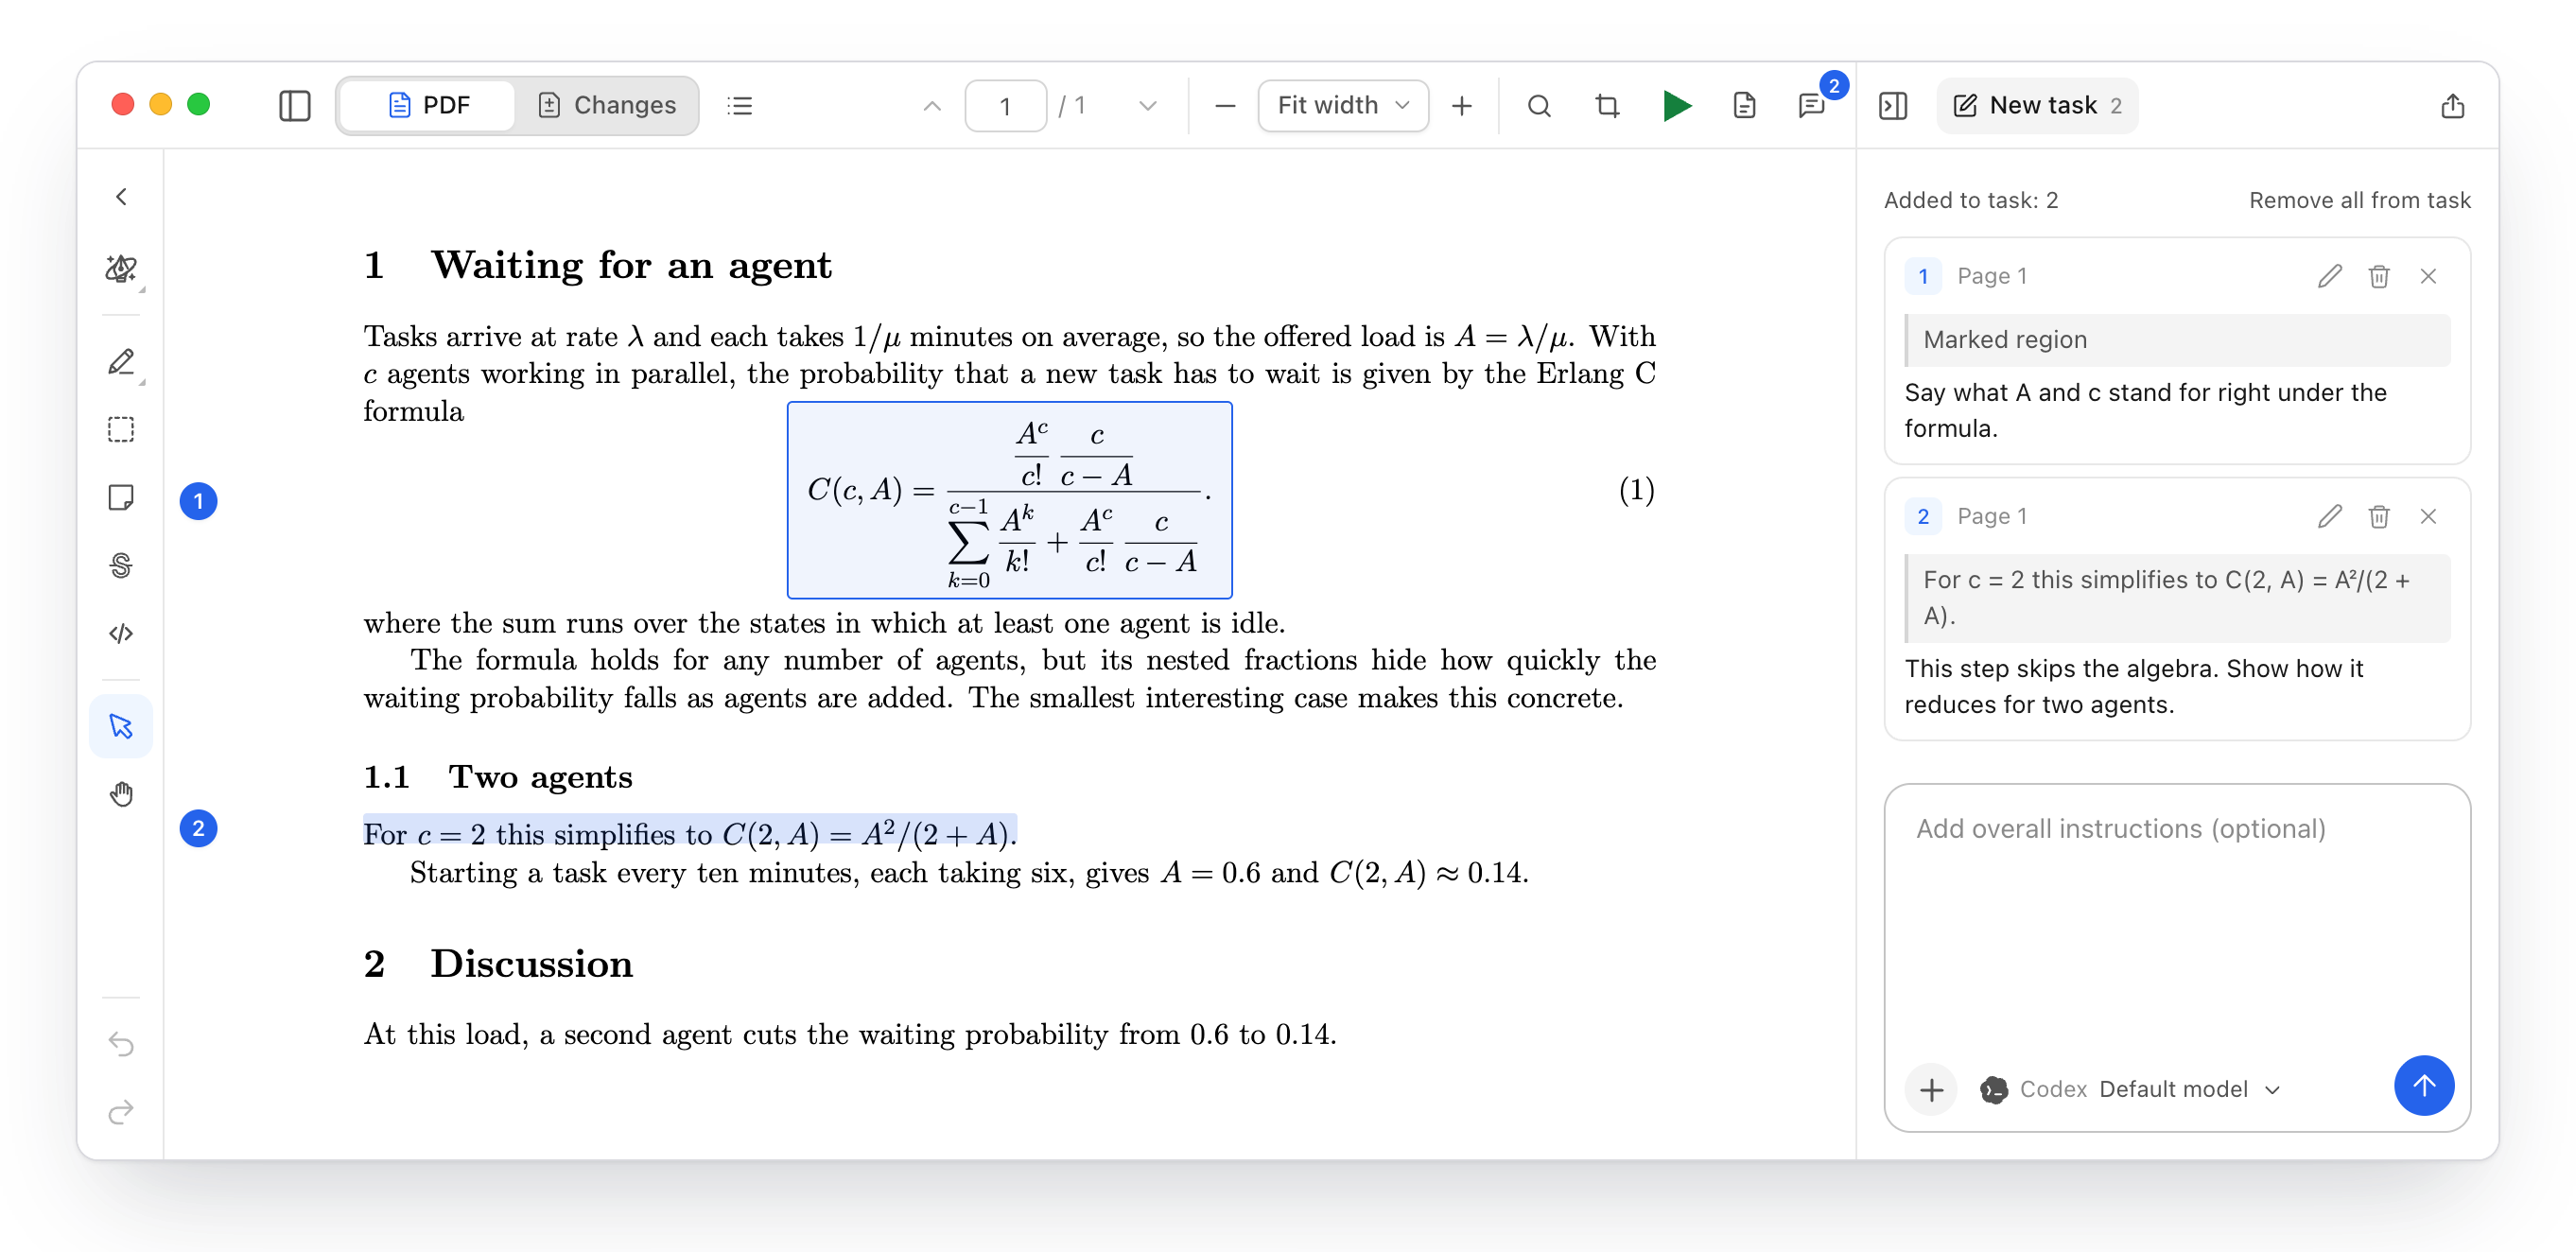 PDF
Changes
1 / 1
Fit width
2
New task 2
Added to task: 2
Remove all from task
1 Waiting for an agent
Tasks arrive at rate λ and each takes 1/μ minutes on average, so the offered load is A = λ/μ. With
c agents working in parallel, the probability that a new task has to wait is given by the Erlang C
formula
1
C(c, A) = \frac{\frac{A^c}{c!} \frac{c}{c − A}}{\sum_{k=0}^{c−1} \frac{A^k}{k!} + \frac{A^c}{c!} \frac{c}{c − A}}. (1)
where the sum runs over the states in which at least one agent is idle.
The formula holds for any number of agents, but its nested fractions hide how quickly the
waiting probability falls as agents are added. The smallest interesting case makes this concrete.
1.1 Two agents
2
For c = 2 this simplifies to C(2, A) = A²/(2 + A).
Starting a task every ten minutes, each taking six, gives A = 0.6 and C(2, A) ≈ 0.14.
2 Discussion
At this load, a second agent cuts the waiting probability from 0.6 to 0.14.
1 Page 1
Marked region
Say what A and c stand for right under the
formula.
2 Page 1
For c = 2 this simplifies to C(2, A) = A²/(2 +
A).
This step skips the algebra. Show how it
reduces for two agents.
Add overall instructions (optional)
Codex Default model